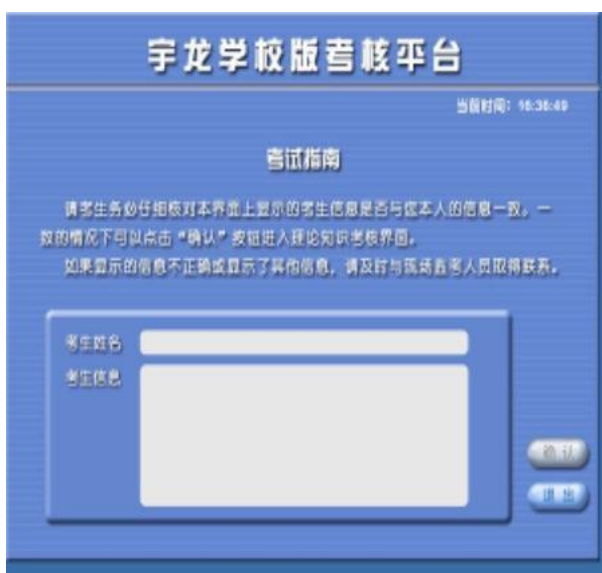 宇龙学校版考核平台
当前时间：16:36:49
考试指南
请考生务必仔细核对本界面上显示的考生信息是否与您本人的信息一致。一
致的情况下可以点击“确认”按钮进入理论知识考核界面。
如果显示的信息不正确或显示了其他信息，请及时与现场监考人员取得联系。
考生姓名
考生信息
确认
退出